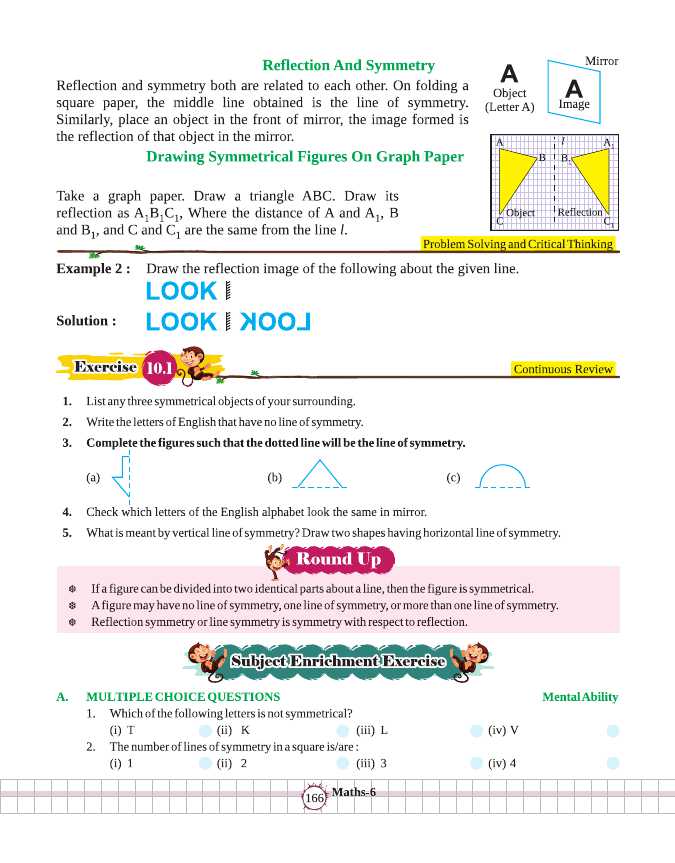 Reflection And Symmetry
Reflection and symmetry both are related to each other. On folding a
square paper, the middle line obtained is the line of symmetry.
Similarly, place an object in the front of mirror, the image formed is
the reflection of that object in the mirror.
A
Object
(Letter A)
Mirror
A
Image
Drawing Symmetrical Figures On Graph Paper
Take a graph paper. Draw a triangle ABC. Draw its
reflection as A₁B₁C₁, Where the distance of A and A₁, B
and B₁, and C and C₁ are the same from the line l.
A l A₁
B B₁
Object Reflection
C C₁
Problem Solving and Critical Thinking
Example 2 : Draw the reflection image of the following about the given line.
LOOK
Solution : LOOK LOOK
Exercise 10.1
Continuous Review
1. List any three symmetrical objects of your surrounding.
2. Write the letters of English that have no line of symmetry.
3. Complete the figures such that the dotted line will be the line of symmetry.
(a) (b) (c)
4. Check which letters of the English alphabet look the same in mirror.
5. What is meant by vertical line of symmetry? Draw two shapes having horizontal line of symmetry.
Round Up
If a figure can be divided into two identical parts about a line, then the figure is symmetrical.
A figure may have no line of symmetry, one line of symmetry, or more than one line of symmetry.
Reflection symmetry or line symmetry is symmetry with respect to reflection.
Subject Enrichment Exercise
A. MULTIPLE CHOICE QUESTIONS Mental Ability
1. Which of the following letters is not symmetrical?
(i) T (ii) K (iii) L (iv) V
2. The number of lines of symmetry in a square is/are :
(i) 1 (ii) 2 (iii) 3 (iv) 4
166 Maths-6